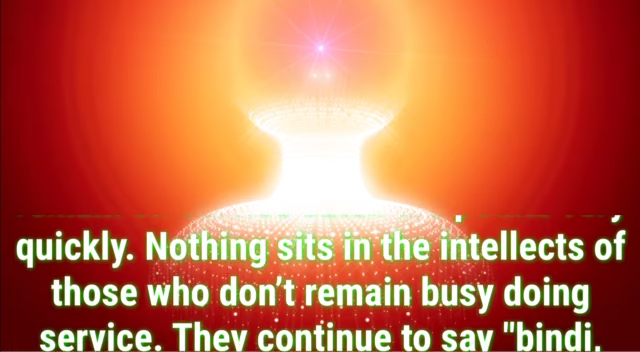 quickly. Nothing sits in the intellects of
those who don't remain busy doing
service. They continue to say "bindi,